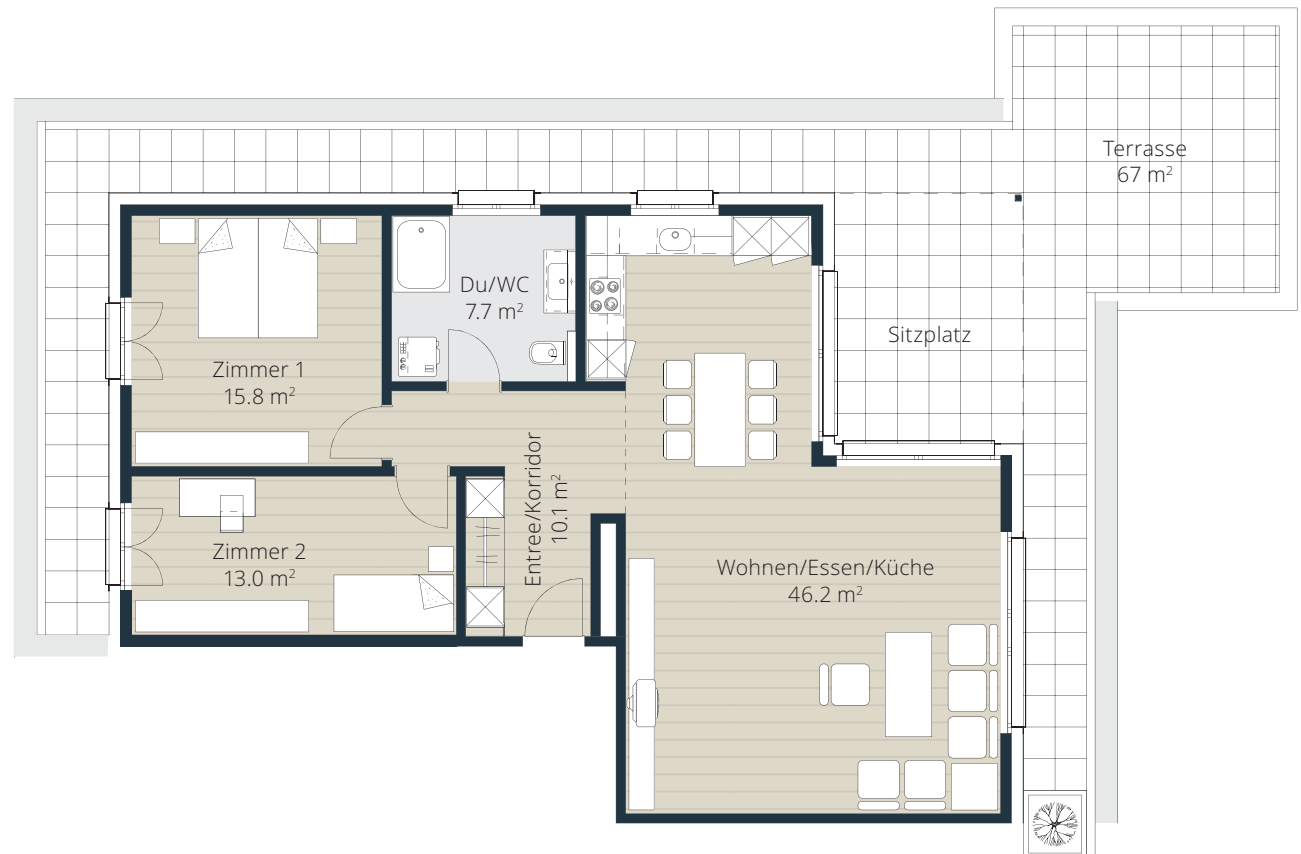 Terrasse
67 m²
Du/WC
7.7 m²
Sitzplatz
Zimmer 1
15.8 m²
Entree/Korridor
10.1 m²
Zimmer 2
13.0 m²
Wohnen/Essen/Küche
46.2 m²